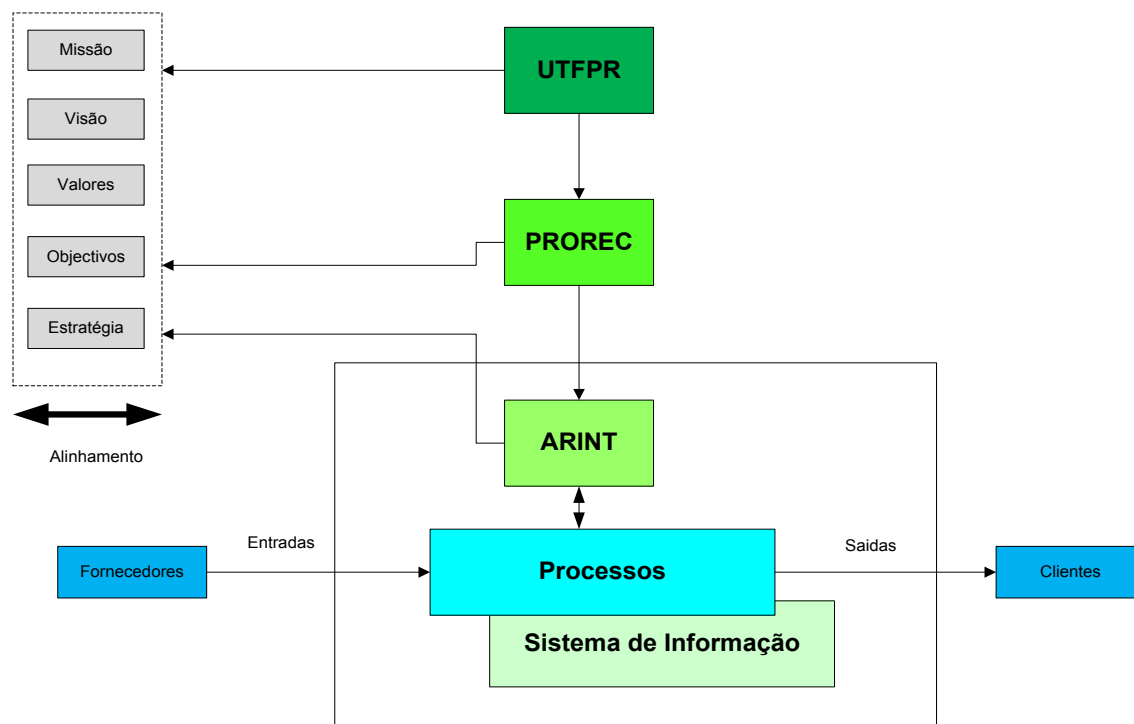 Missão
UTFPR
Visão
Valores
PROREC
Objectivos
Estratégia
ARINT
Alinhamento
Entradas
Saidas
Fornecedores
Processos
Clientes
Sistema de Informação